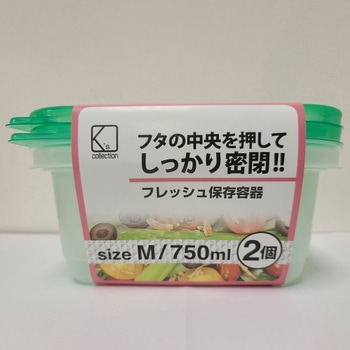 K's
collection
フタの中央を押して
しっかり密閉!!
フレッシュ保存容器
size M/750ml 2個